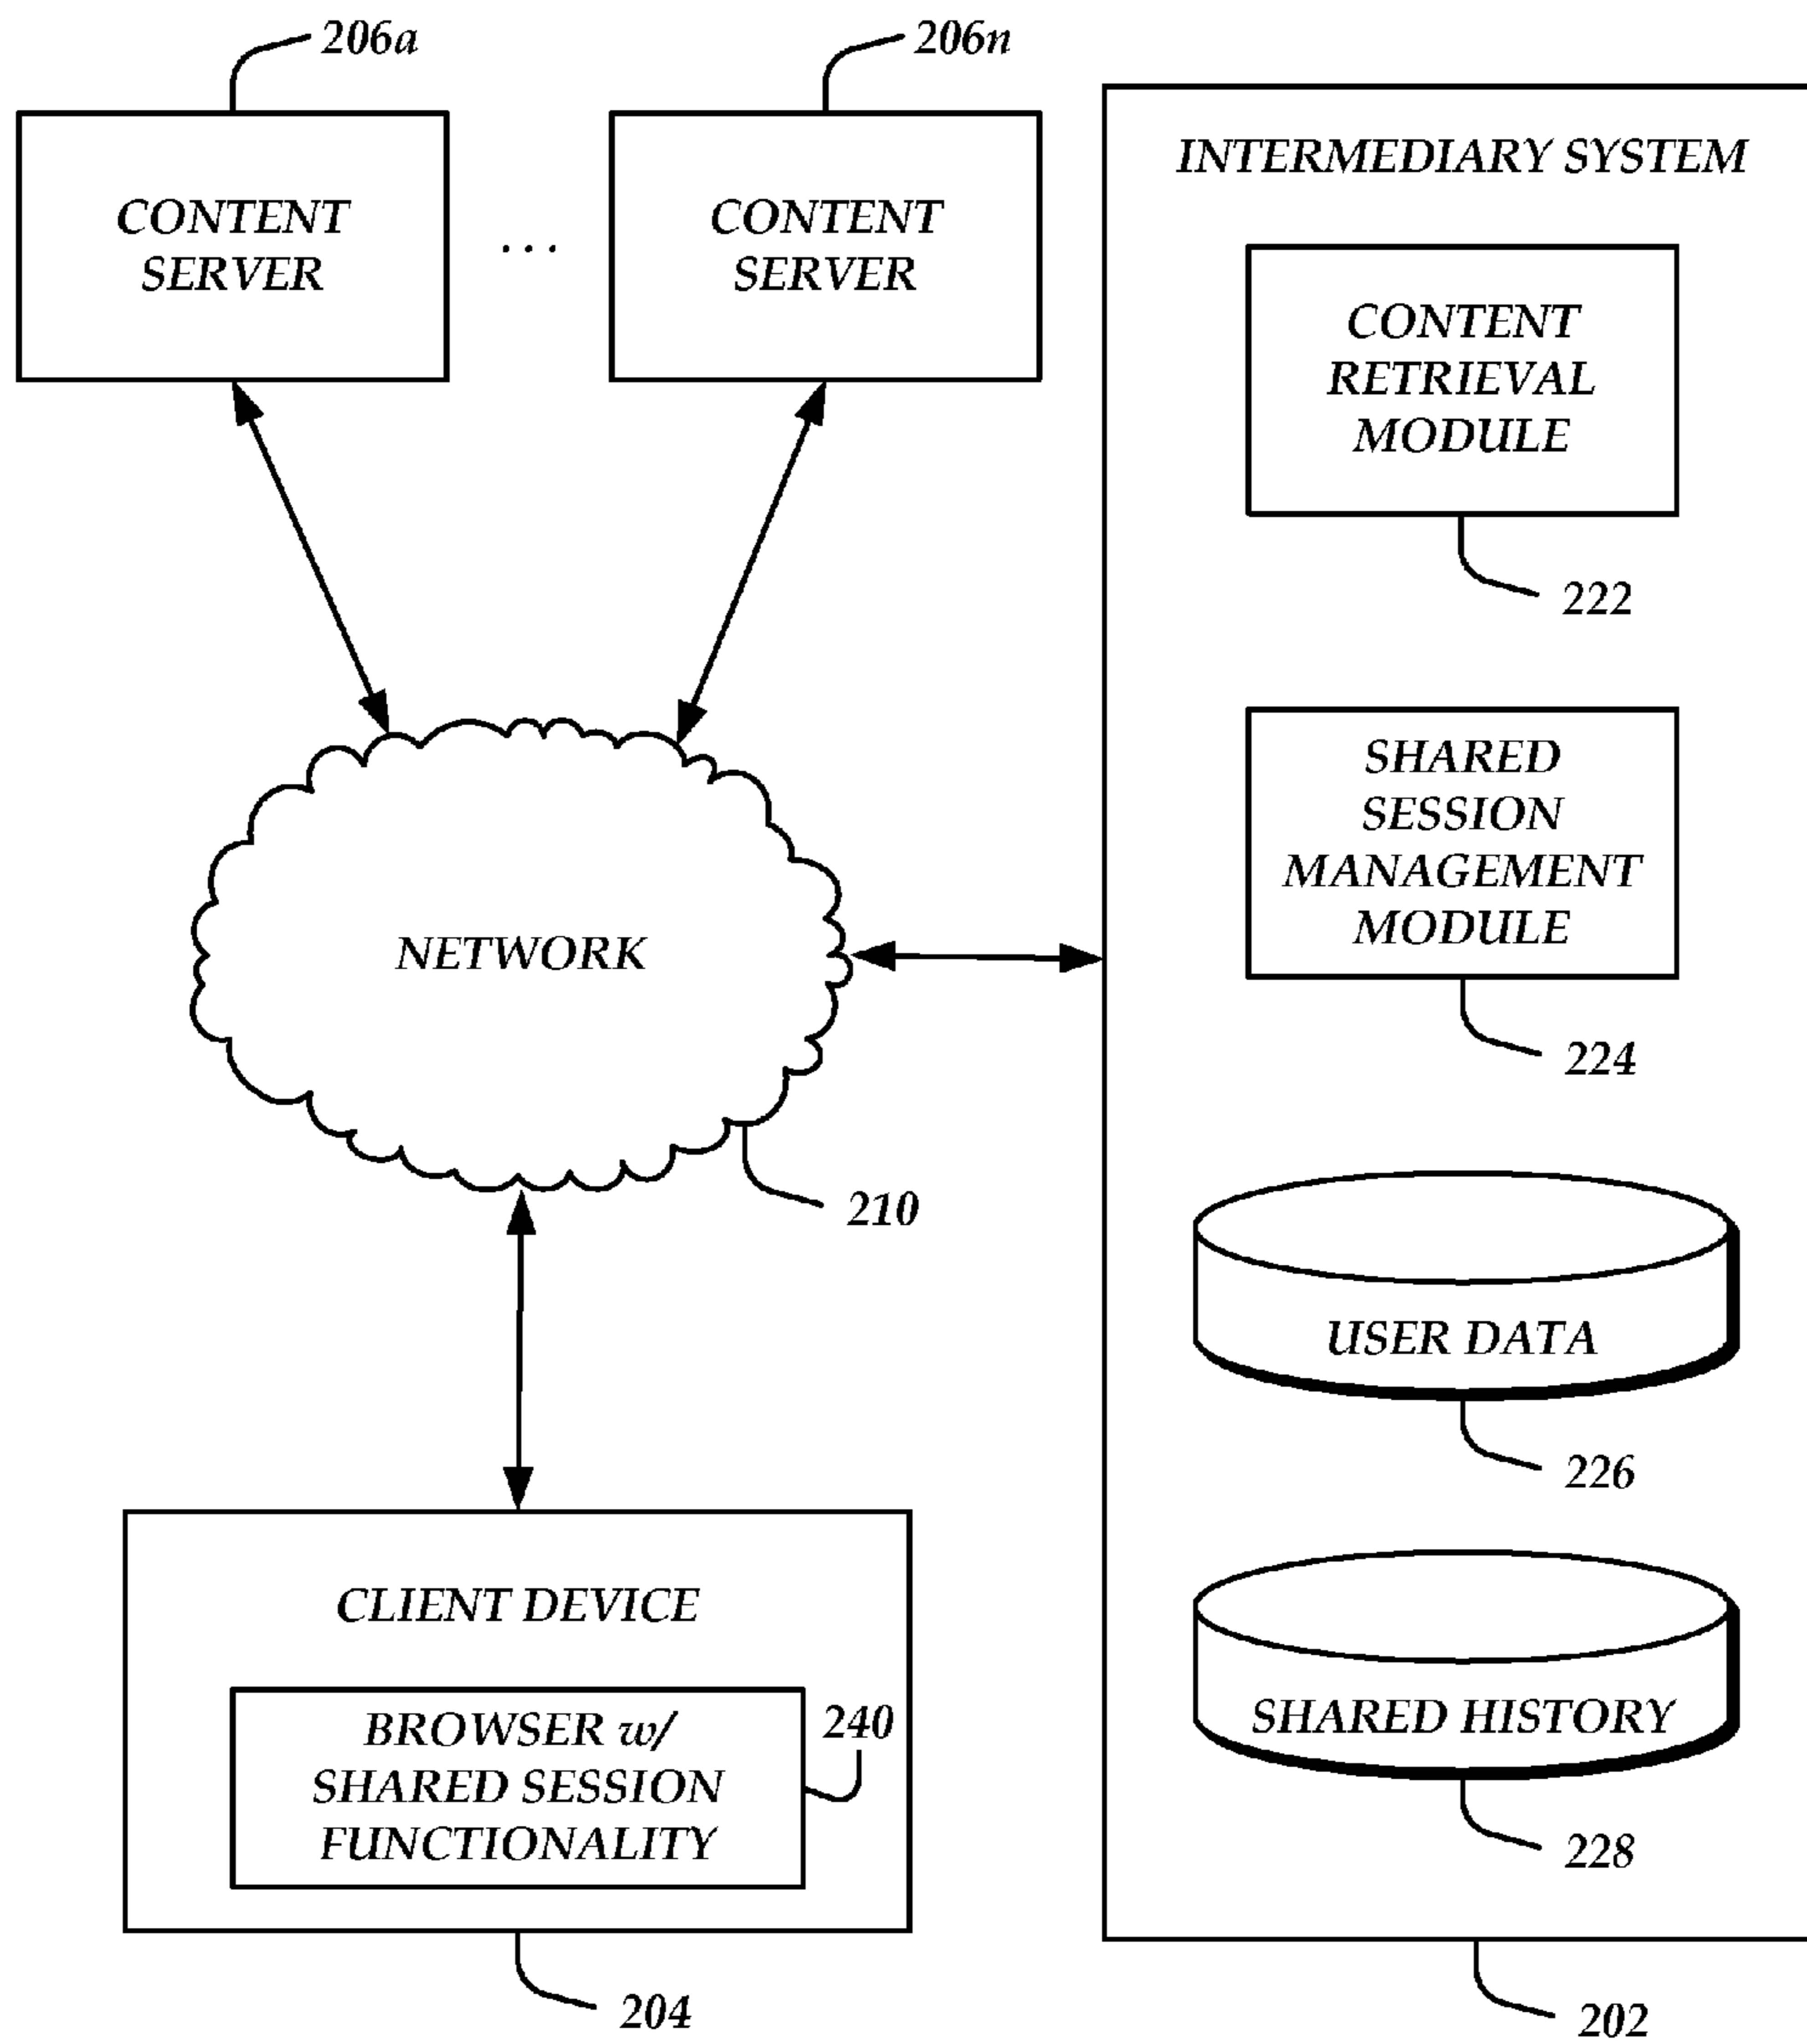 206a
206n
CONTENT
SERVER
...
CONTENT
SERVER
INTERMEDIARY SYSTEM
CONTENT
RETRIEVAL
MODULE
222
SHARED
SESSION
MANAGEMENT
MODULE
224
NETWORK
210
USER DATA
226
CLIENT DEVICE
BROWSER w/
SHARED SESSION
FUNCTIONALITY
240
SHARED HISTORY
228
204
202